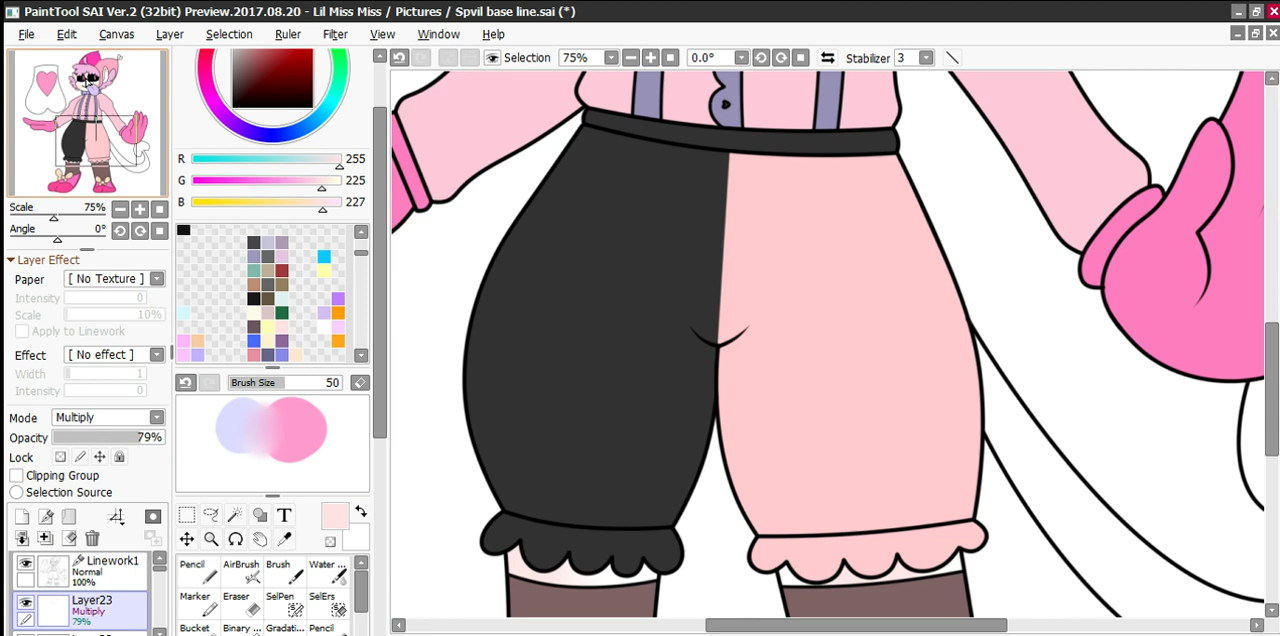 PaintTool SAI Ver.2 (32bit) Preview.2017.08.20 - Lil Miss Miss / Pictures / Spvil base line.sai (*)
File Edit Canvas Layer Selection Ruler Filter View Window Help
Selection 75% 0.0° Stabilizer 3
R 255
G 225
B 227
Scale 75%
Angle 0°
Layer Effect
Paper [ No Texture ]
Intensity 0
Scale 10%
Apply to Linework
Effect [ No effect ]
Width 1
Intensity 0
Brush Size 50
Mode Multiply
Opacity 79%
Lock
Clipping Group
Selection Source
T
Linework1
Normal
100%
Layer23
Multiply
79%
Pencil AirBrush Brush Water ...
Marker Eraser SelPen SelErs
Bucket Binary ... Gradati... Pencil